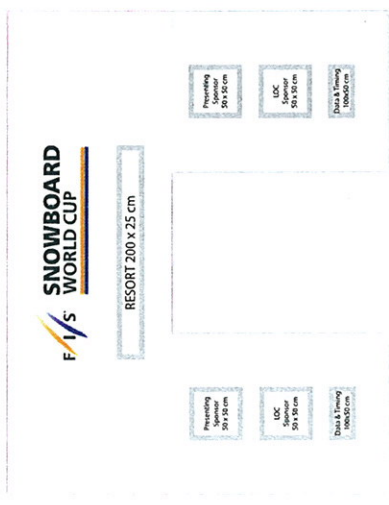 F I S
SNOWBOARD
WORLD CUP
RESORT 200 x 25 cm
Presenting
Sponsor
50 x 50 cm
Presenting
Sponsor
50 x 50 cm
LOC
Sponsor
50 x 50 cm
LOC
Sponsor
50 x 50 cm
Data & Timing
100x50 cm
Data & Timing
100x50 cm